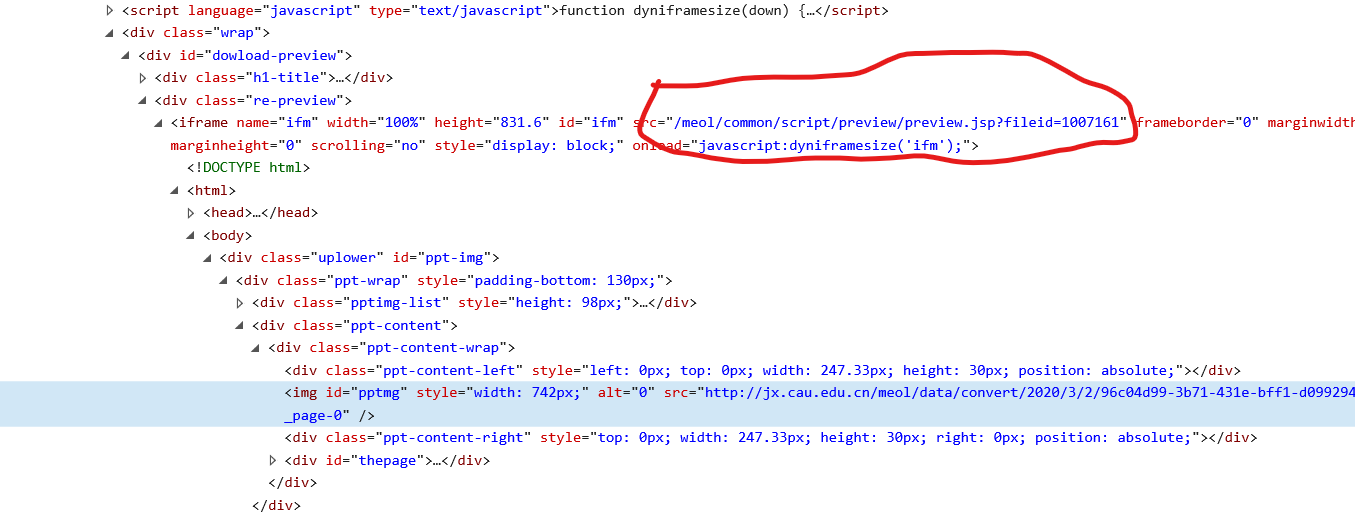 <script language="javascript" type="text/javascript">function dyniframesize(down) {…</script>
<div class="wrap">
<div id="dowload-preview">
<div class="h1-title">…</div>
<div class="re-preview">
<iframe name="ifm" width="100%" height="831.6" id="ifm" src="/meol/common/script/preview/preview.jsp?fileid=1007161" frameborder="0" marginwidth
marginheight="0" scrolling="no" style="display: block;" onload="javascript:dyniframesize('ifm');">
<!DOCTYPE html>
<html>
<head>…</head>
<body>
<div class="uplower" id="ppt-img">
<div class="ppt-wrap" style="padding-bottom: 130px;">
<div class="pptimg-list" style="height: 98px;">…</div>
<div class="ppt-content">
<div class="ppt-content-wrap">
<div class="ppt-content-left" style="left: 0px; top: 0px; width: 247.33px; height: 30px; position: absolute;"></div>
<img id="pptmg" style="width: 742px;" alt="0" src="http://jx.cau.edu.cn/meol/data/convert/2020/3/2/96c04d99-3b71-431e-bff1-d099294
_page-0" />
<div class="ppt-content-right" style="top: 0px; width: 247.33px; height: 30px; right: 0px; position: absolute;"></div>
<div id="thepage">…</div>
</div>
</div>